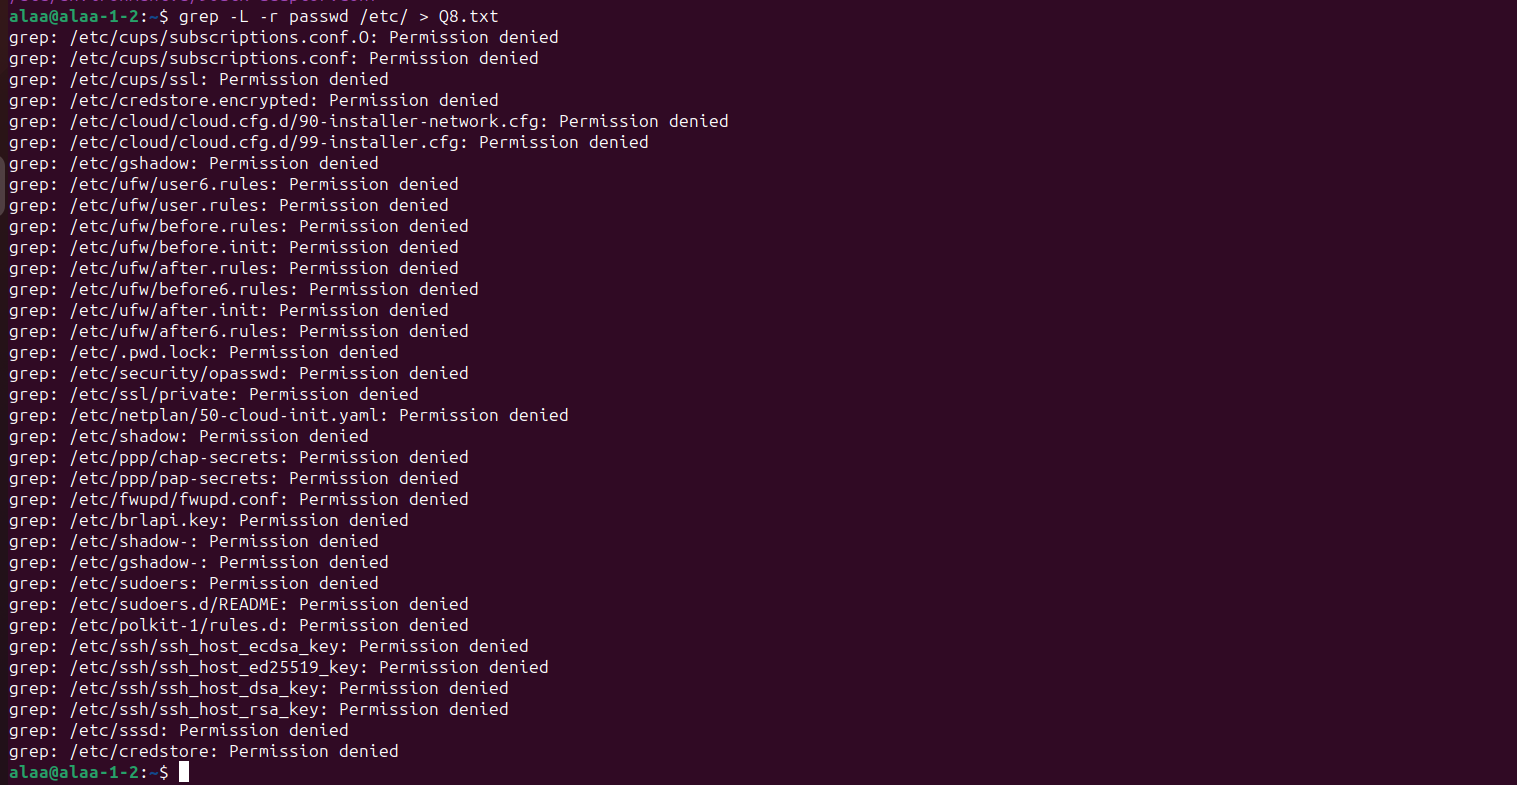 alaa@alaa-1-2:~$ grep -L -r passwd /etc/ > Q8.txt
grep: /etc/cups/subscriptions.conf.O: Permission denied
grep: /etc/cups/subscriptions.conf: Permission denied
grep: /etc/cups/ssl: Permission denied
grep: /etc/credstore.encrypted: Permission denied
grep: /etc/cloud/cloud.cfg.d/90-installer-network.cfg: Permission denied
grep: /etc/cloud/cloud.cfg.d/99-installer.cfg: Permission denied
grep: /etc/gshadow: Permission denied
grep: /etc/ufw/user6.rules: Permission denied
grep: /etc/ufw/user.rules: Permission denied
grep: /etc/ufw/before.rules: Permission denied
grep: /etc/ufw/before.init: Permission denied
grep: /etc/ufw/after.rules: Permission denied
grep: /etc/ufw/before6.rules: Permission denied
grep: /etc/ufw/after.init: Permission denied
grep: /etc/ufw/after6.rules: Permission denied
grep: /etc/.pwd.lock: Permission denied
grep: /etc/security/opasswd: Permission denied
grep: /etc/ssl/private: Permission denied
grep: /etc/netplan/50-cloud-init.yaml: Permission denied
grep: /etc/shadow: Permission denied
grep: /etc/ppp/chap-secrets: Permission denied
grep: /etc/ppp/pap-secrets: Permission denied
grep: /etc/fwupd/fwupd.conf: Permission denied
grep: /etc/brlapi.key: Permission denied
grep: /etc/shadow-: Permission denied
grep: /etc/gshadow-: Permission denied
grep: /etc/sudoers: Permission denied
grep: /etc/sudoers.d/README: Permission denied
grep: /etc/polkit-1/rules.d: Permission denied
grep: /etc/ssh/ssh_host_ecdsa_key: Permission denied
grep: /etc/ssh/ssh_host_ed25519_key: Permission denied
grep: /etc/ssh/ssh_host_dsa_key: Permission denied
grep: /etc/ssh/ssh_host_rsa_key: Permission denied
grep: /etc/sssd: Permission denied
grep: /etc/credstore: Permission denied
alaa@alaa-1-2:~$